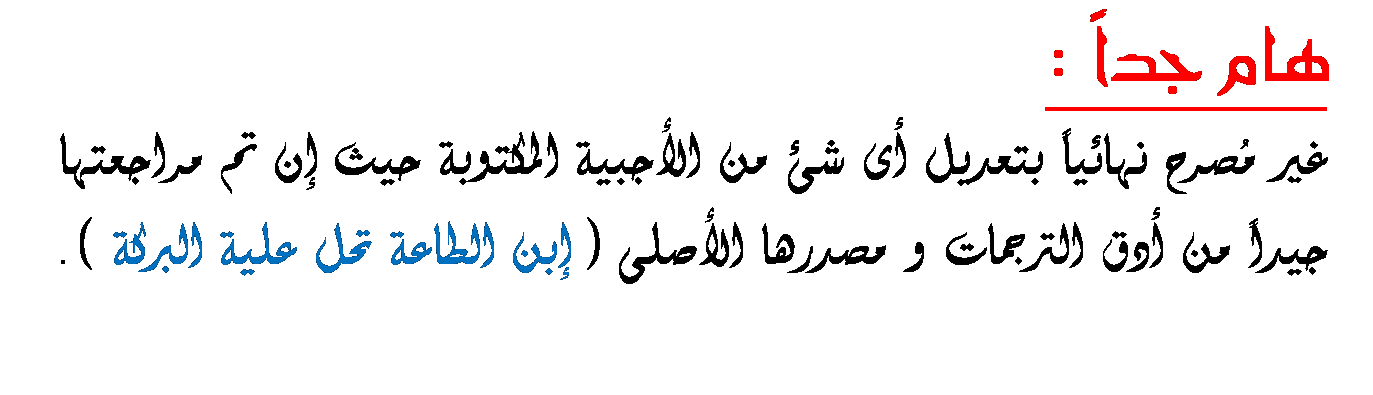 هام جداً :
غير مُصرح نهائياً بتعديل أى شئ من الأجبية المكتوبة حيث إن تم مراجعتها
جيداً من أدق الترجمات و مصدرها الأصلى ( إبن الطاعة تحل علية البركة ) .